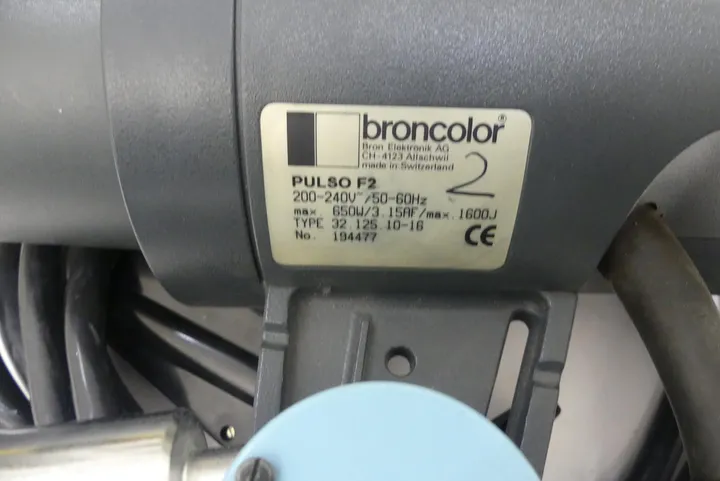 broncolor®
Bron Elektronik AG
CH-4123 Allschwil
made in Switzerland
2
PULSO F2
200-240V~/50-60Hz
max. 650W/3.15AF/max.1600J
TYPE 32.125.10-16
No. 194477
CE